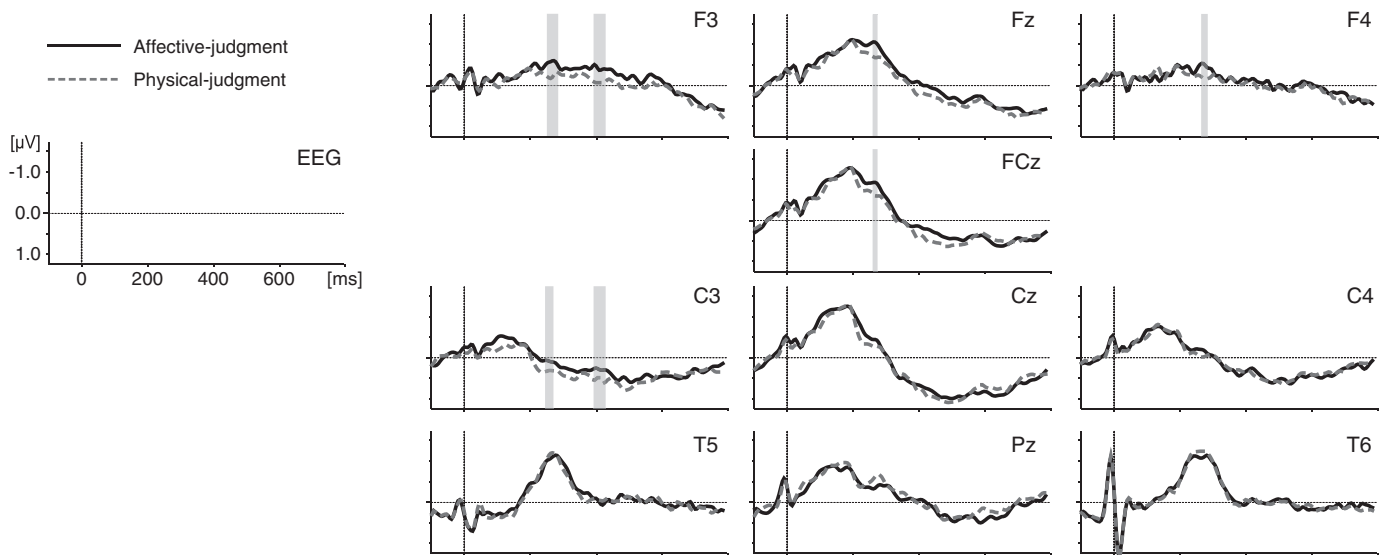 F3
Fz
F4
Affective-judgment
Physical-judgment
[µV]
EEG
-1.0
0.0
1.0
0 200 400 600 [ms]
FCz
C3
Cz
C4
T5
Pz
T6